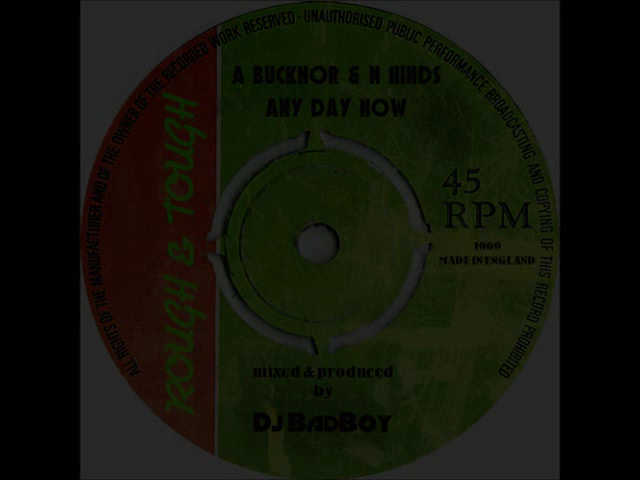 ALL RIGHTS OF THE MANUFACTURER AND OF THE OWNER OF THE RECORDED WORK RESERVED · UNAUTHORISED PUBLIC PERFORMANCE BROADCASTING AND COPYING OF THIS RECORD PROHIBITED
ROUGH & TOUGH
A BUCKNOR & N HINDS
ANY DAY NOW
45
RPM
1969
MADE IN ENGLAND
mixed & produced
by
DJ BADBOY